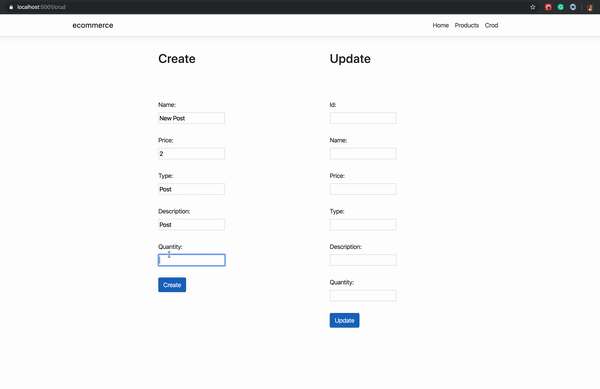 localhost:5001/crud
ecommerce
Home Products Crod
Create
Name:
New Post
Price:
2
Type:
Post
Description:
Post
Quantity:
Create
Update
Id:
Name:
Price:
Type:
Description:
Quantity:
Update